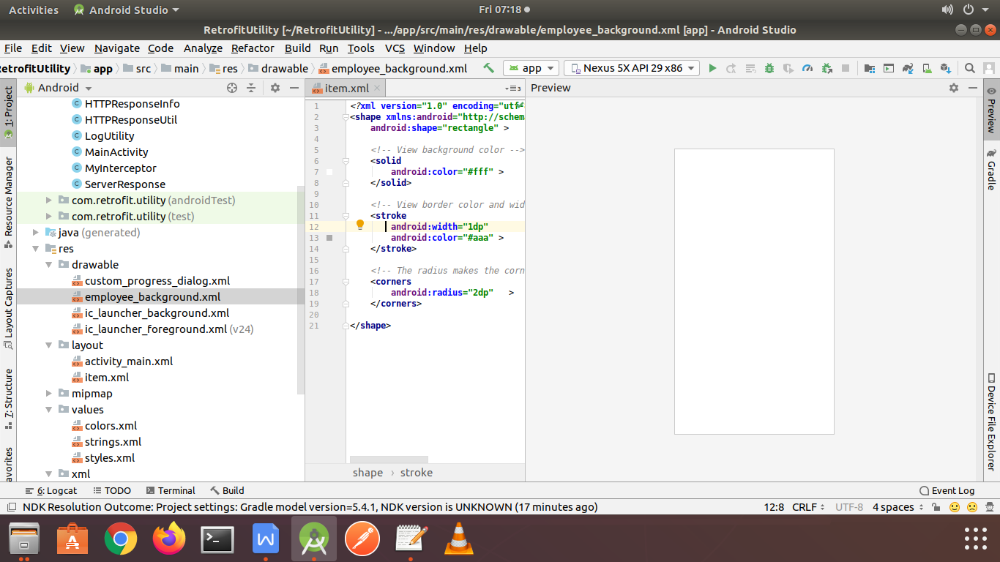 Activities Android Studio Fri 07:18
RetrofitUtility [~/RetrofitUtility] - .../app/src/main/res/drawable/employee_background.xml [app] - Android Studio
File Edit View Navigate Code Analyze Refactor Build Run Tools VCS Window Help
RetrofitUtility app src main res drawable employee_background.xml app Nexus 5X API 29 x86
1: Project
Resource Manager
Layout Captures
7: Structure
avorites
Android
HTTPResponseInfo
HTTPResponseUtil
LogUtility
MainActivity
MyInterceptor
ServerResponse
com.retrofit.utility (androidTest)
com.retrofit.utility (test)
java (generated)
res
drawable
custom_progress_dialog.xml
employee_background.xml
ic_launcher_background.xml
ic_launcher_foreground.xml (v24)
layout
activity_main.xml
item.xml
mipmap
values
colors.xml
strings.xml
styles.xml
xml
item.xml 3
1 <?xml version="1.0" encoding="utf
2 <shape xmlns:android="http://schem
3 android:shape="rectangle" >
4
5 <!-- View background color -->
6 <solid
7 android:color="#fff" >
8 </solid>
9
10 <!-- View border color and wid
11 <stroke
12 android:width="1dp"
13 android:color="#aaa" >
14 </stroke>
15
16 <!-- The radius makes the corn
17 <corners
18 android:radius="2dp" >
19 </corners>
20
21 </shape>
shape › stroke
Preview
Preview
Gradle
Device File Explorer
6: Logcat TODO Terminal Build Event Log
NDK Resolution Outcome: Project settings: Gradle model version=5.4.1, NDK version is UNKNOWN (17 minutes ago) 12:8 CRLF UTF-8 4 spaces